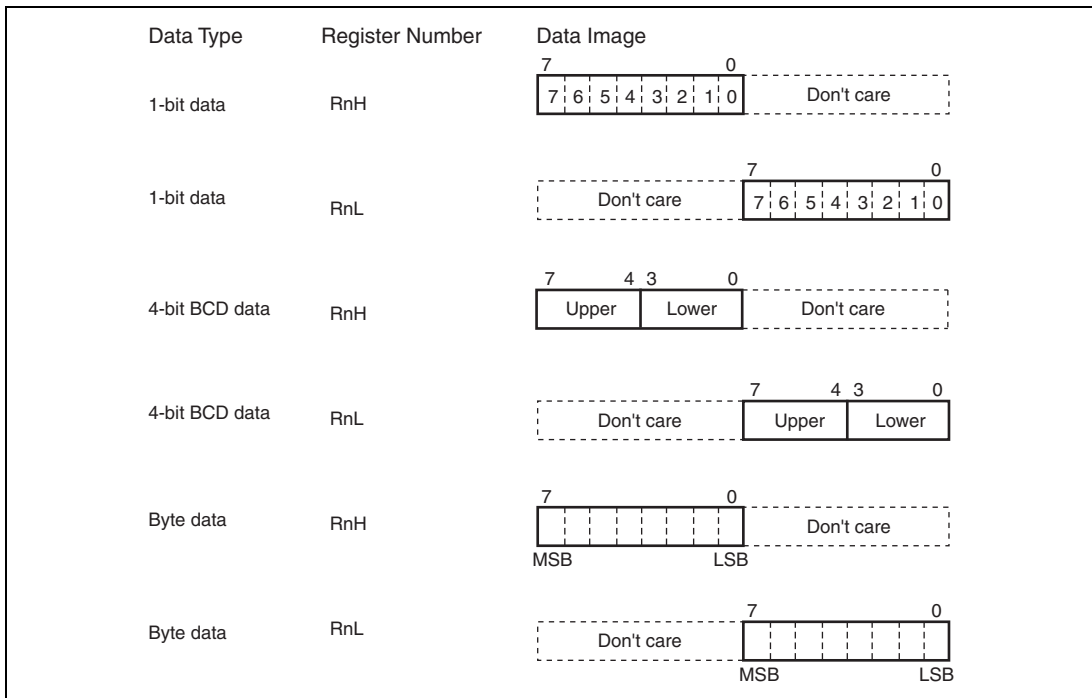 Data Type Register Number Data Image
7 0
1-bit data RnH 7 6 5 4 3 2 1 0 Don't care
7 0
1-bit data RnL Don't care 7 6 5 4 3 2 1 0
7 4 3 0
4-bit BCD data RnH Upper Lower Don't care
7 4 3 0
4-bit BCD data RnL Don't care Upper Lower
7 0
Byte data RnH Don't care
MSB LSB
7 0
Byte data RnL Don't care
MSB LSB